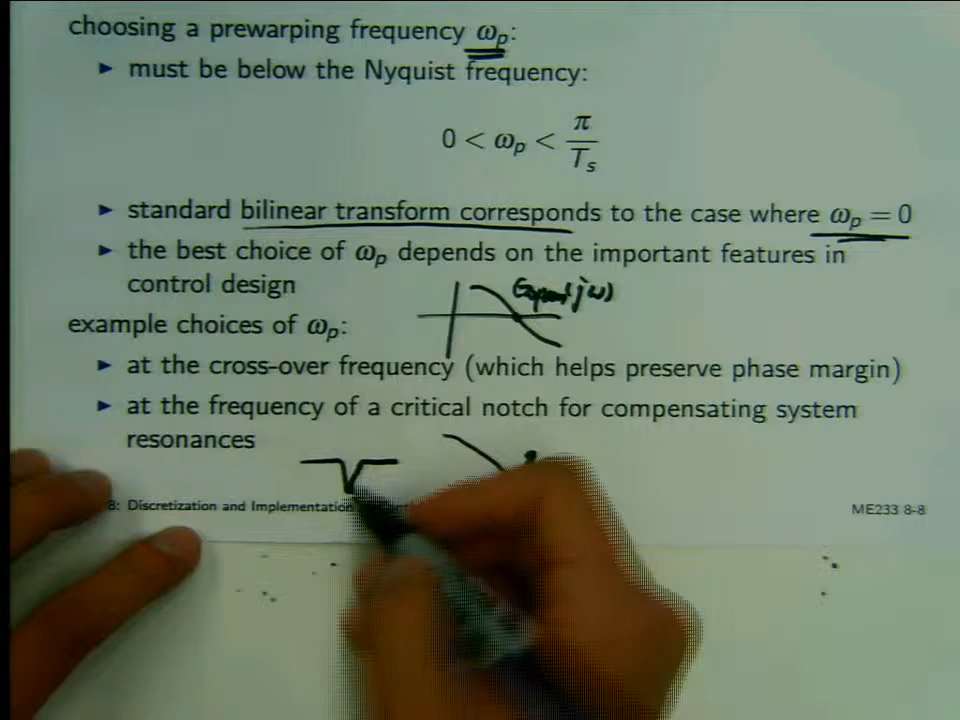 choosing a prewarping frequency ωₚ:
▶ must be below the Nyquist frequency:
0 < ωₚ < π/Tₛ
▶ standard bilinear transform corresponds to the case where ωₚ = 0
▶ the best choice of ωₚ depends on the important features in
control design
example choices of ωₚ:
▶ at the cross-over frequency (which helps preserve phase margin)
▶ at the frequency of a critical notch for compensating system
resonances
8: Discretization and Implementation
ME233 8-8